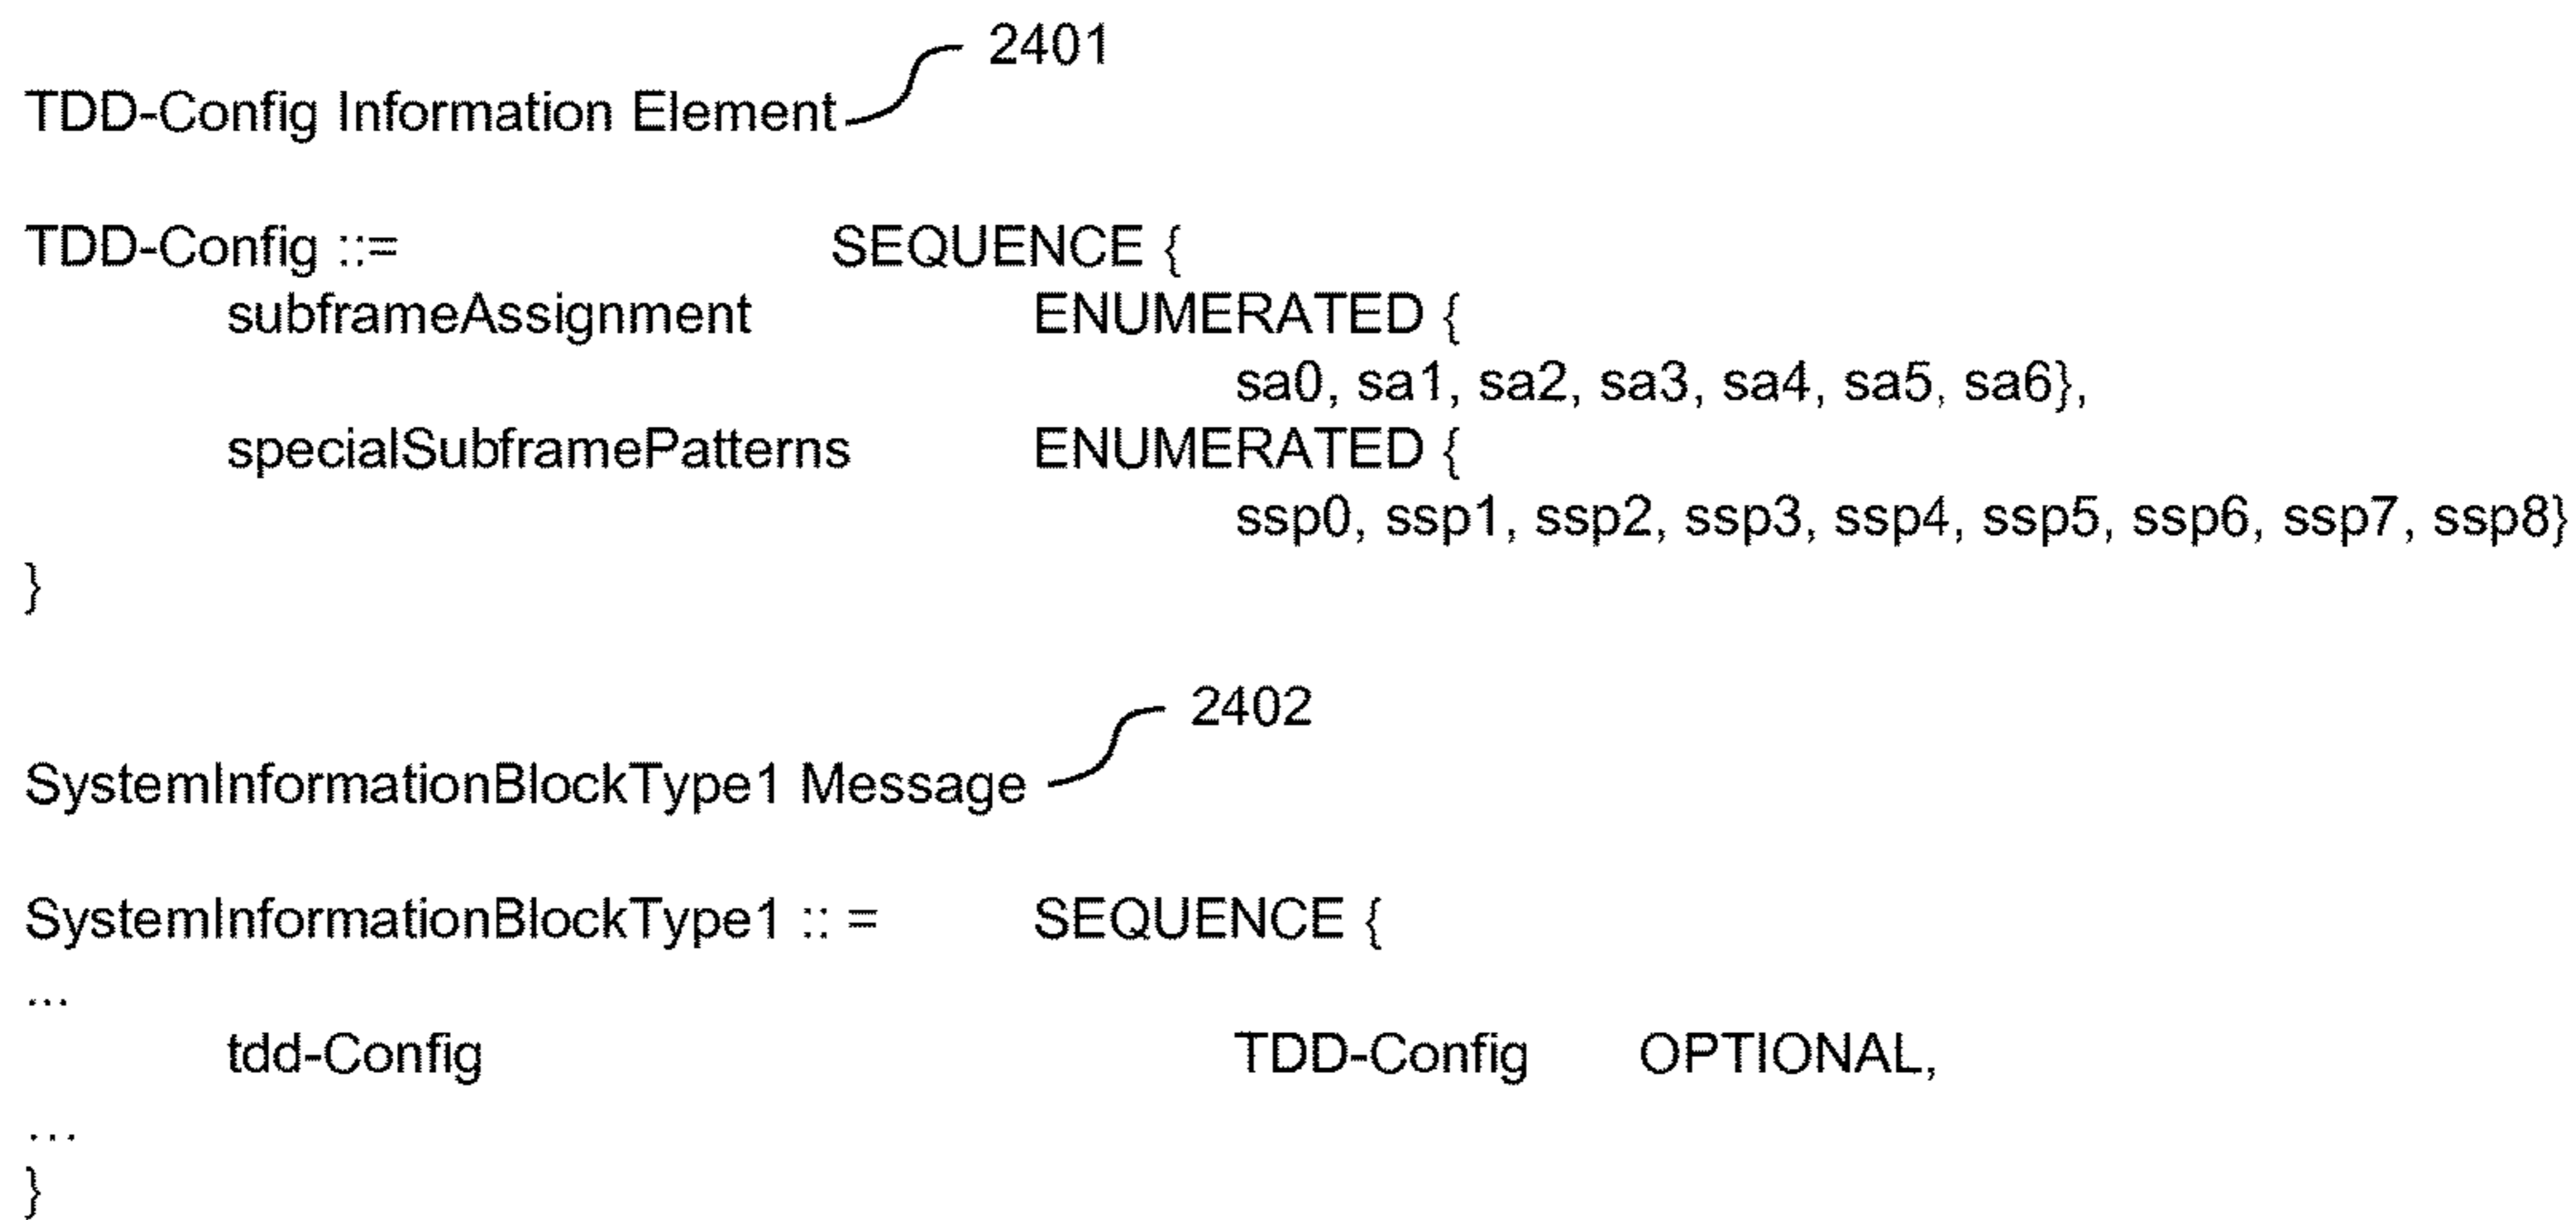 2401
TDD-Config Information Element
TDD-Config ::= SEQUENCE {
subframeAssignment ENUMERATED {
sa0, sa1, sa2, sa3, sa4, sa5, sa6},
specialSubframePatterns ENUMERATED {
ssp0, ssp1, ssp2, ssp3, ssp4, ssp5, ssp6, ssp7, ssp8}
}
2402
SystemInformationBlockType1 Message
SystemInformationBlockType1 :: = SEQUENCE {
...
tdd-Config TDD-Config OPTIONAL,
...
}